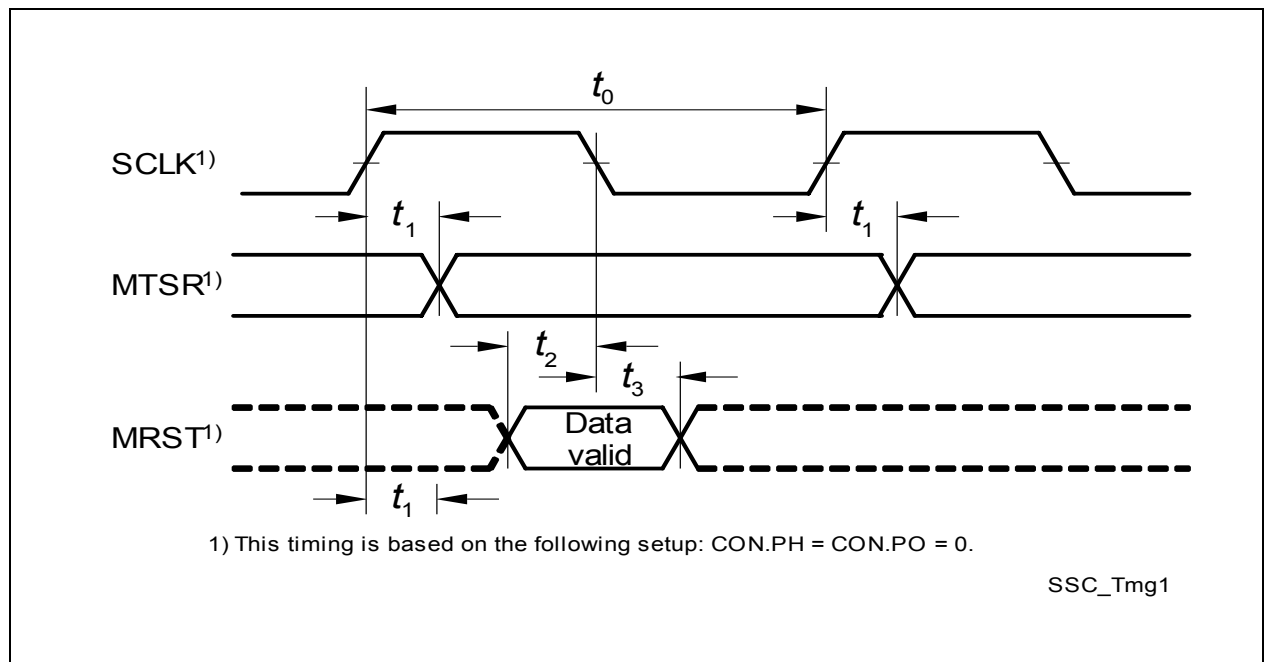 t₀
SCLK¹⁾
t₁ t₁
MTSR¹⁾
t₂
t₃
MRST¹⁾ Data
valid
t₁
1) This timing is based on the following setup: CON.PH = CON.PO = 0.
SSC_Tmg1